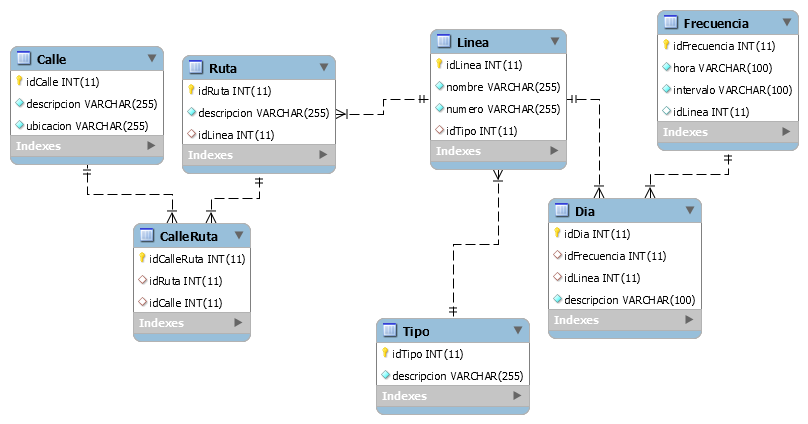 Calle
idCalle INT(11)
descripcion VARCHAR(255)
ubicacion VARCHAR(255)
Indexes
Ruta
idRuta INT(11)
descripcion VARCHAR(255)
idLinea INT(11)
Indexes
Linea
idLinea INT(11)
nombre VARCHAR(255)
numero VARCHAR(255)
idTipo INT(11)
Indexes
Frecuencia
idFrecuencia INT(11)
hora VARCHAR(100)
intervalo VARCHAR(100)
idLinea INT(11)
Indexes
CalleRuta
idCalleRuta INT(11)
idRuta INT(11)
idCalle INT(11)
Indexes
Dia
idDia INT(11)
idFrecuencia INT(11)
idLinea INT(11)
descripcion VARCHAR(100)
Indexes
Tipo
idTipo INT(11)
descripcion VARCHAR(255)
Indexes